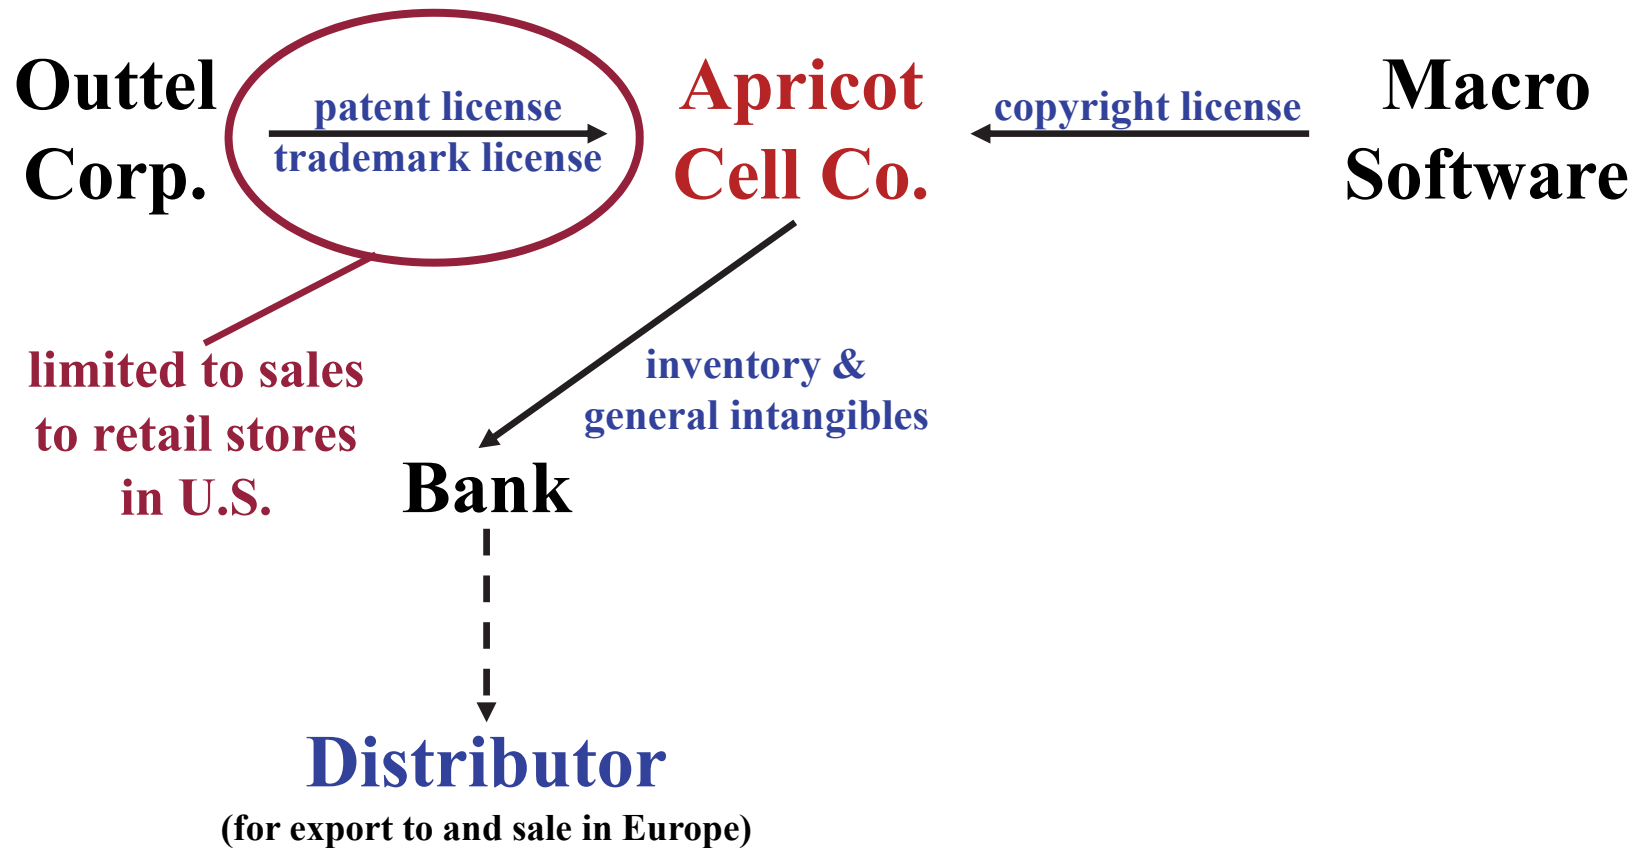 Outtel
Corp.
patent license
trademark license
Apricot
Cell Co.
copyright license
Macro
Software
limited to sales
to retail stores
in U.S.
inventory &
general intangibles
Bank
Distributor
(for export to and sale in Europe)